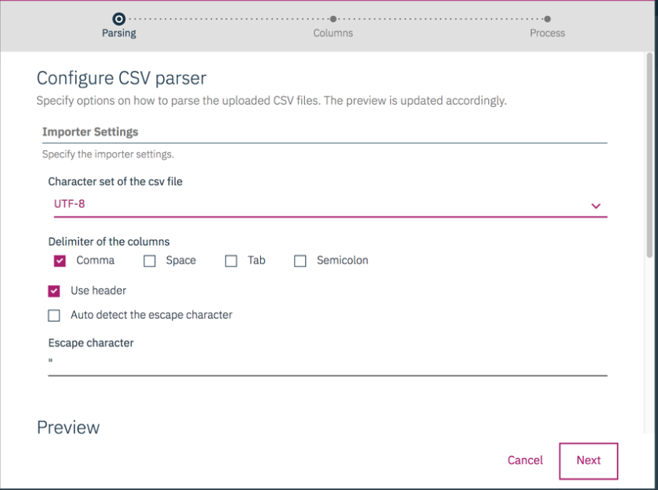 Parsing
Columns
Process
Configure CSV parser
Specify options on how to parse the uploaded CSV files. The preview is updated accordingly.
Importer Settings
Specify the importer settings.
Character set of the csv file
UTF-8
Delimiter of the columns
Comma Space Tab Semicolon
Use header
Auto detect the escape character
Escape character
"
Preview
Cancel Next